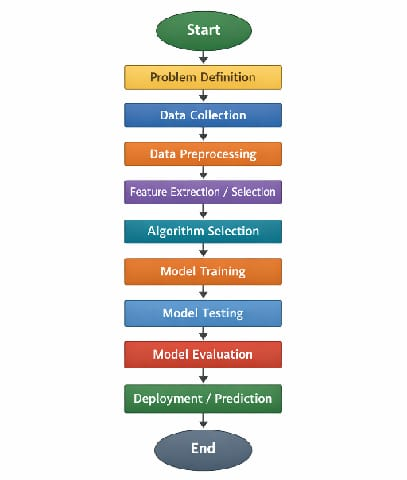 Start
Problem Definition
Data Collection
Data Preprocessing
Feature Extrection / Selection
Algorithm Selection
Model Training
Model Testing
Model Evaluation
Deployment / Prediction
End